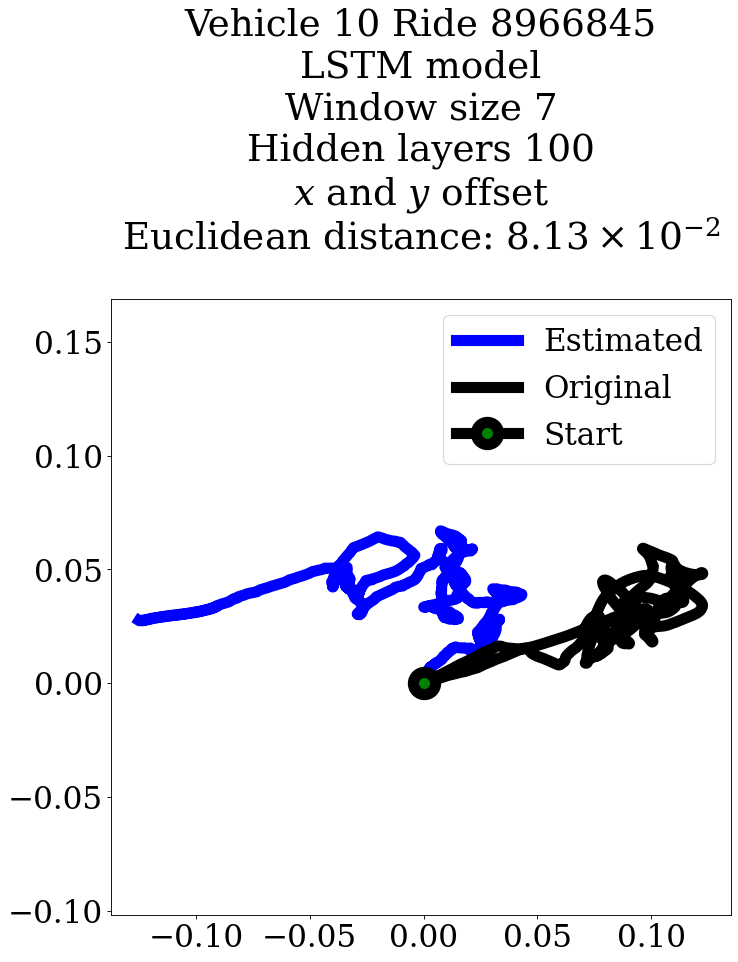 Vehicle 10 Ride 8966845
LSTM model
Window size 7
Hidden layers 100
x and y offset
Euclidean distance: 8.13 × 10⁻²
Estimated
Original
Start
0.15
0.10
0.05
0.00
−0.05
−0.10
−0.10 −0.05 0.00 0.05 0.10